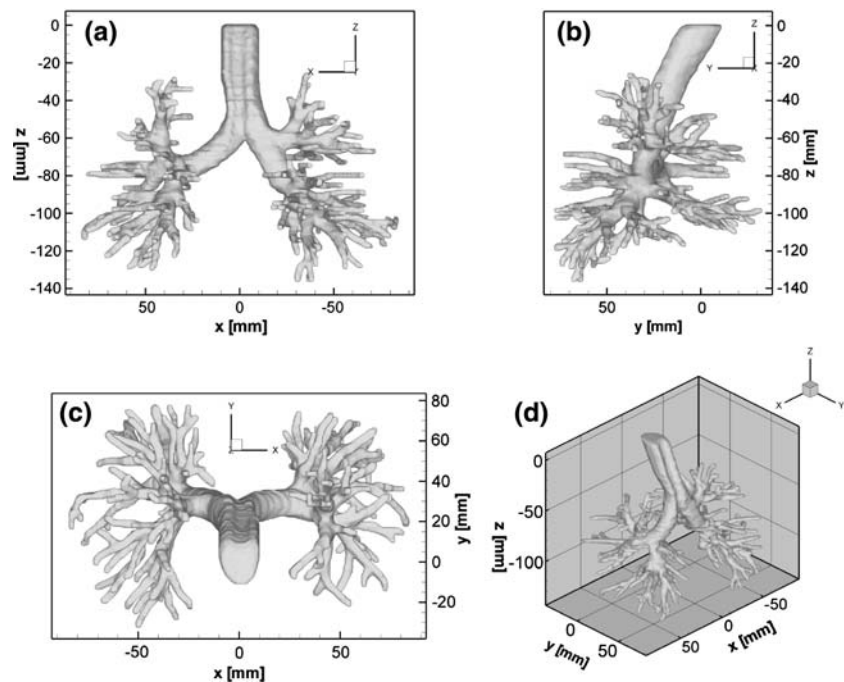 (a)
Z
X
Y
0
-20
-40
-60
-80
-100
-120
-140
z [mm]
50 0 -50
x [mm]
(b)
Z
Y
X
0
-20
-40
-60
-80
-100
-120
-140
z [mm]
50 0
y [mm]
(c)
Y
Z
X
80
60
40
20
0
20
y [mm]
-50 0 50
x [mm]
(d)
Z
X
Y
0
-50
-100
z [mm]
0
50
y [mm]
-50
0
50
x [mm]